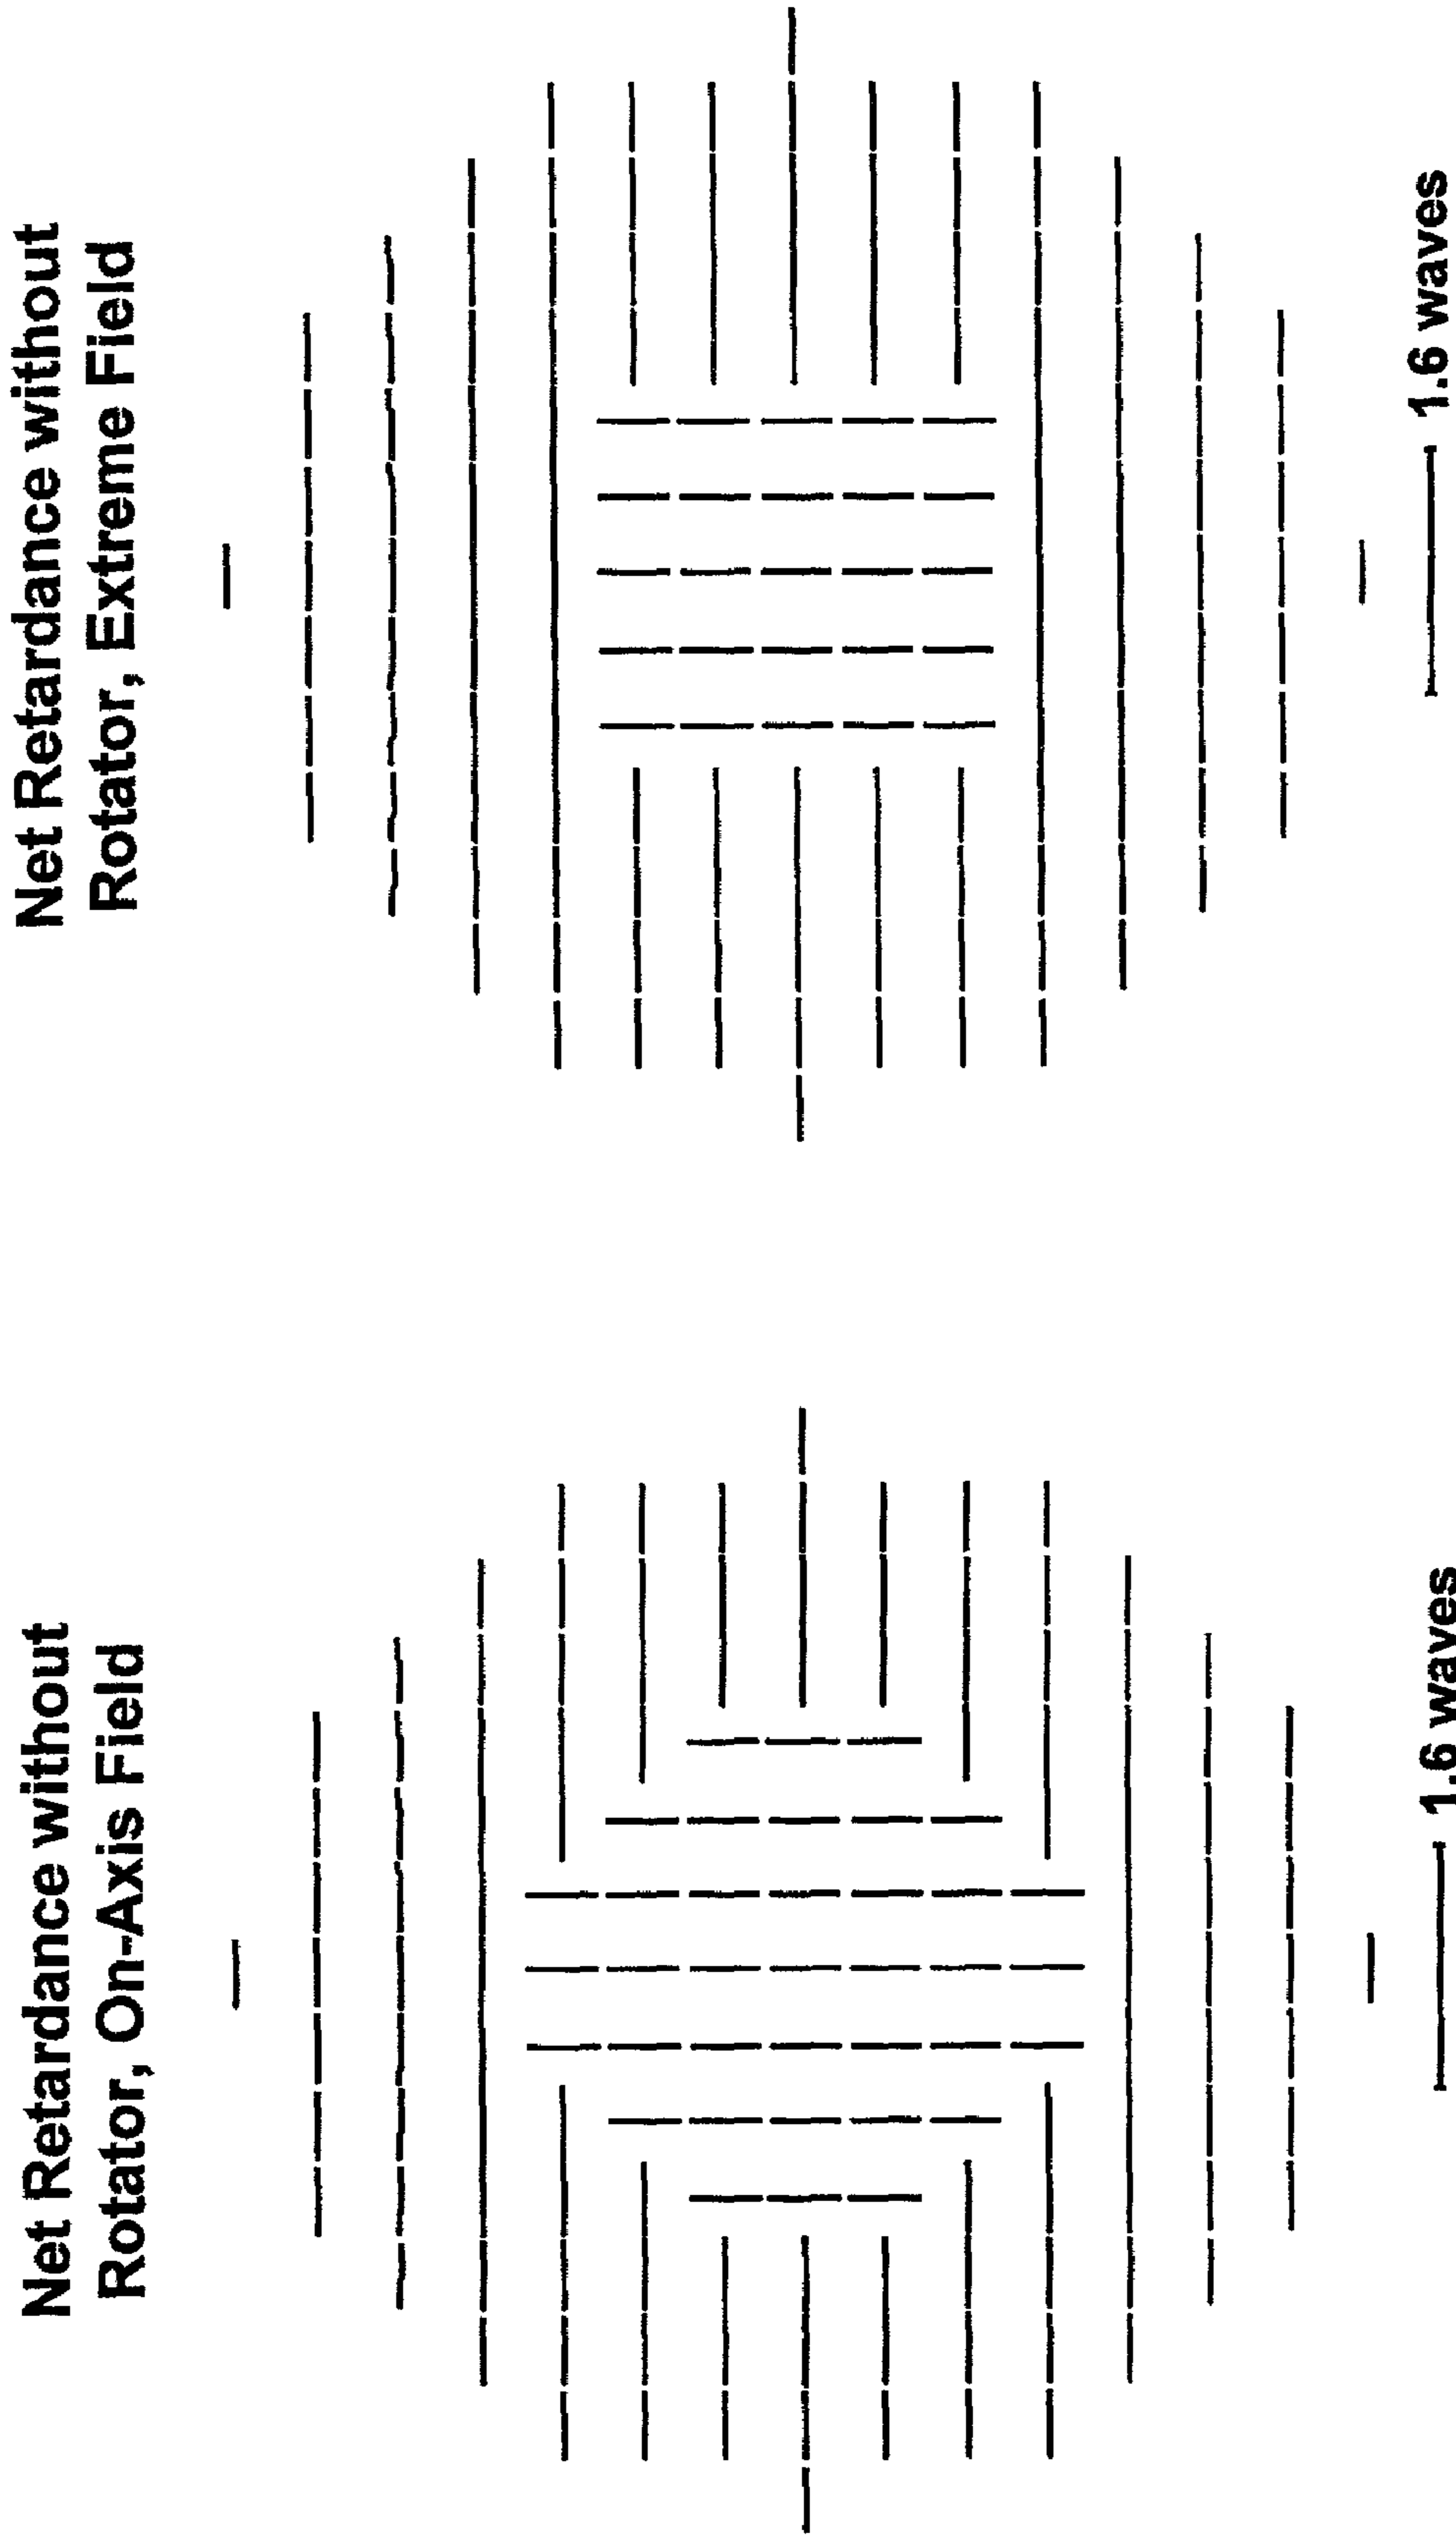 Net Retardance without
Rotator, On-Axis Field
1.6 waves
Net Retardance without
Rotator, Extreme Field
1.6 waves